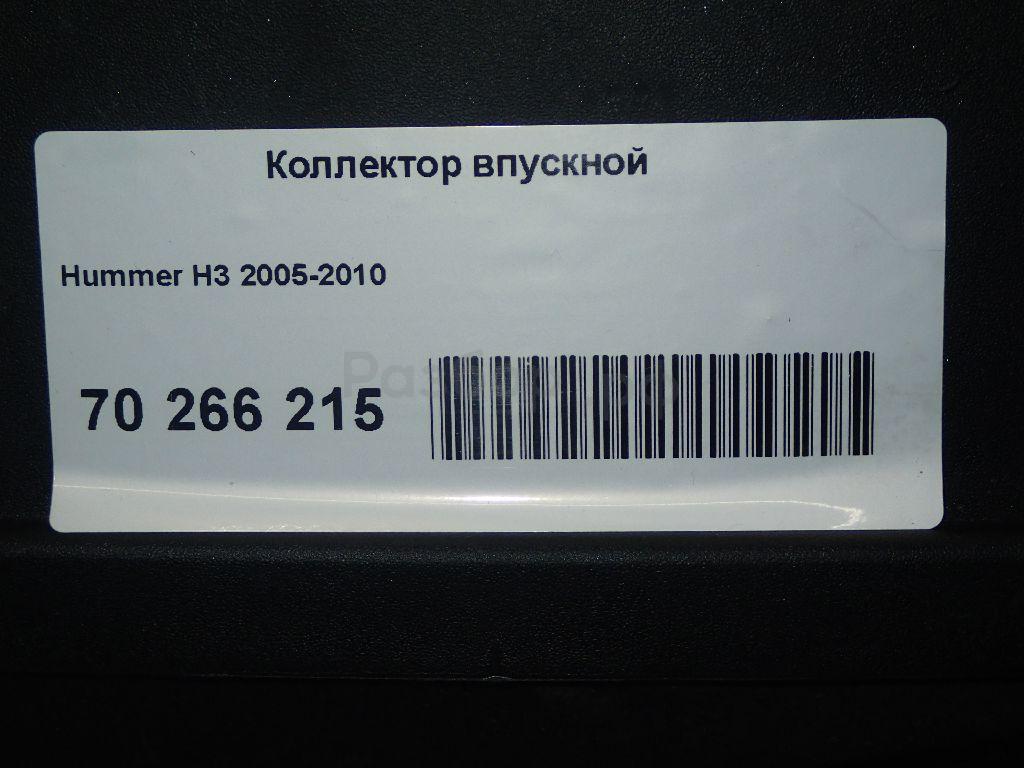 Коллектор впускной
Hummer H3 2005-2010
70 266 215